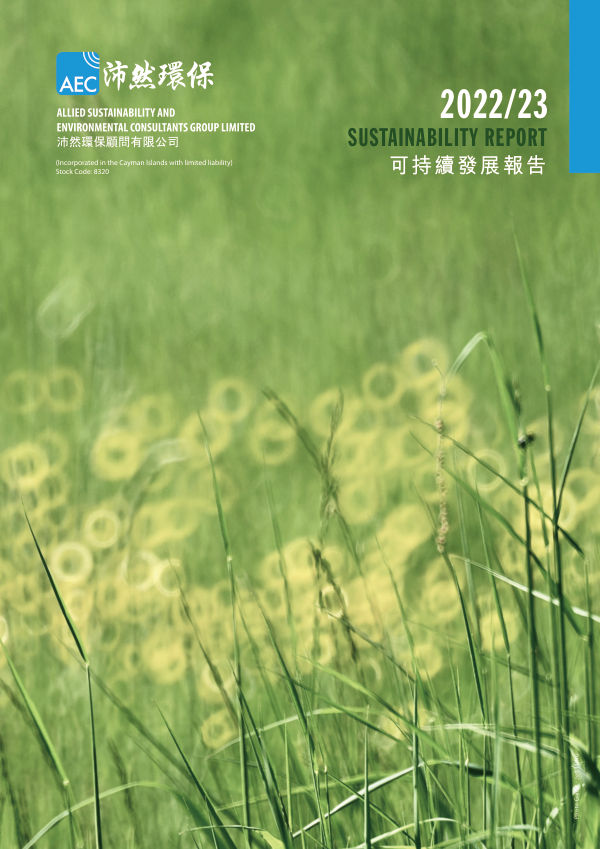 AEC 沛然環保
ALLIED SUSTAINABILITY AND
ENVIRONMENTAL CONSULTANTS GROUP LIMITED
沛然環保顧問有限公司
(Incorporated in the Cayman Islands with limited liability)
Stock Code: 8320
2022/23
SUSTAINABILITY REPORT
可持續發展報告